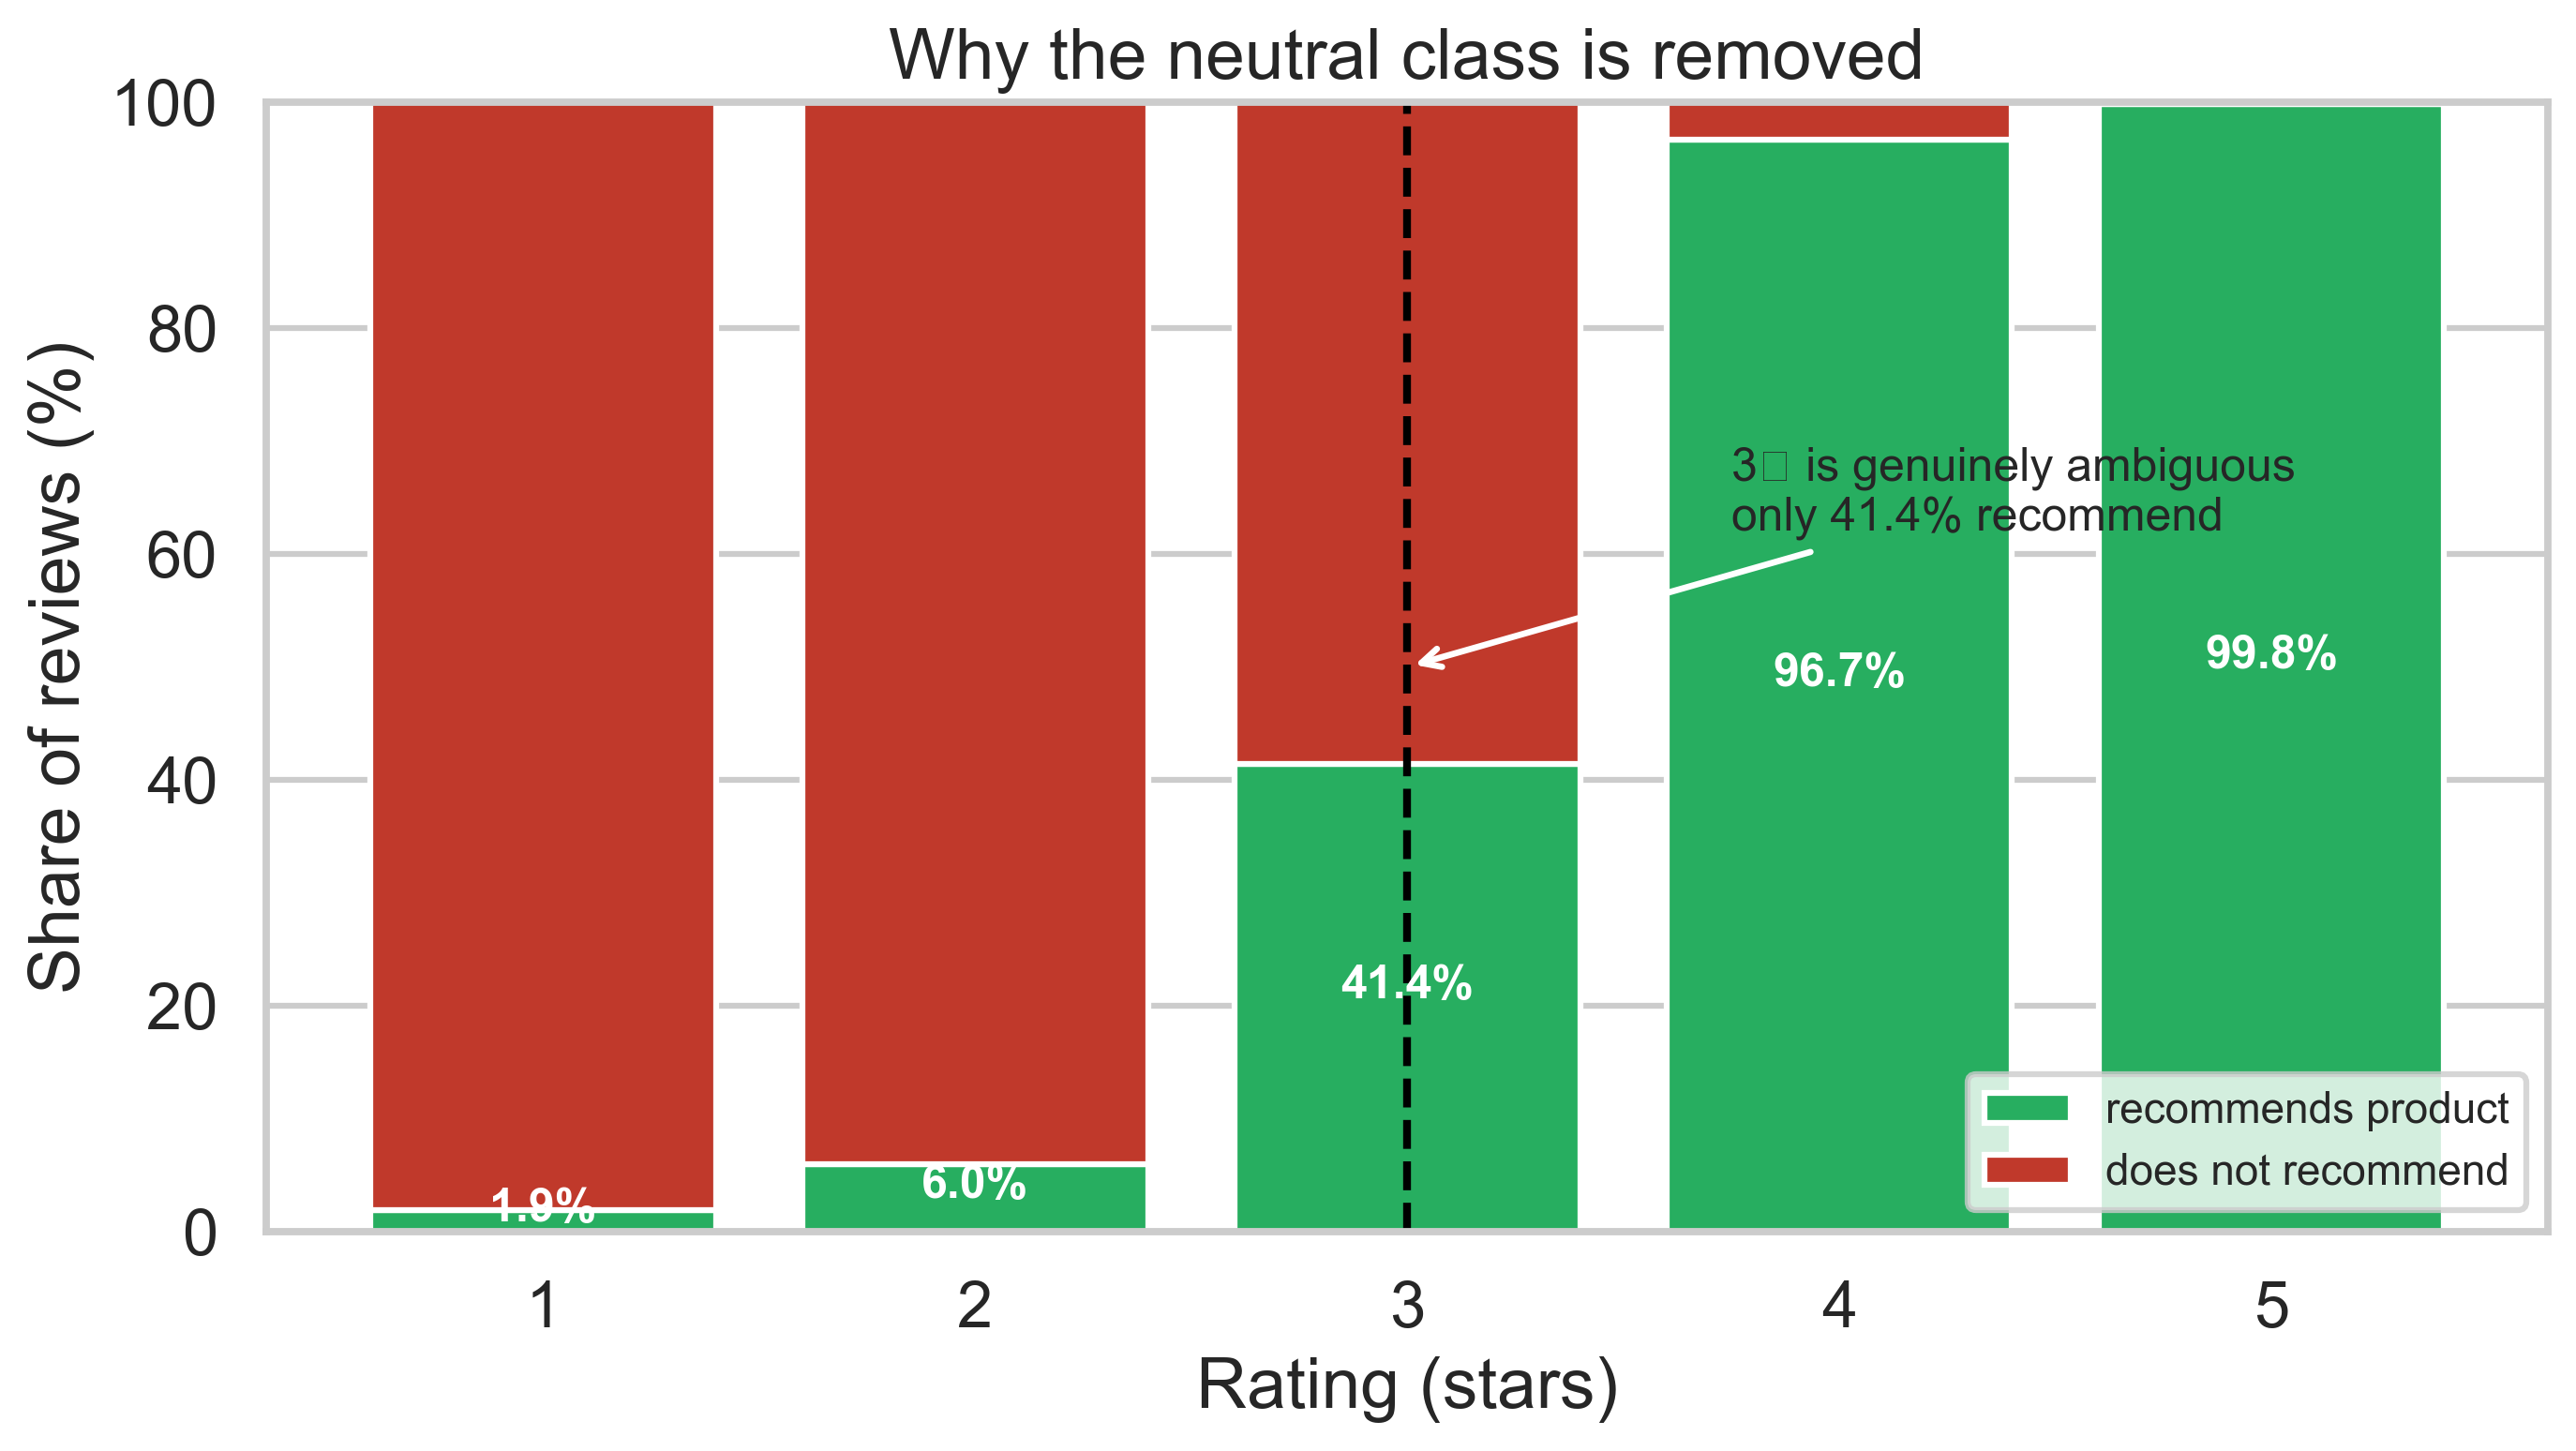 Why the neutral class is removed
Share of reviews (%)
100
80
60
40
20
0
3□ is genuinely ambiguous
only 41.4% recommend
1.9%
6.0%
41.4%
96.7%
99.8%
recommends product
does not recommend
1
2
3
4
5
Rating (stars)